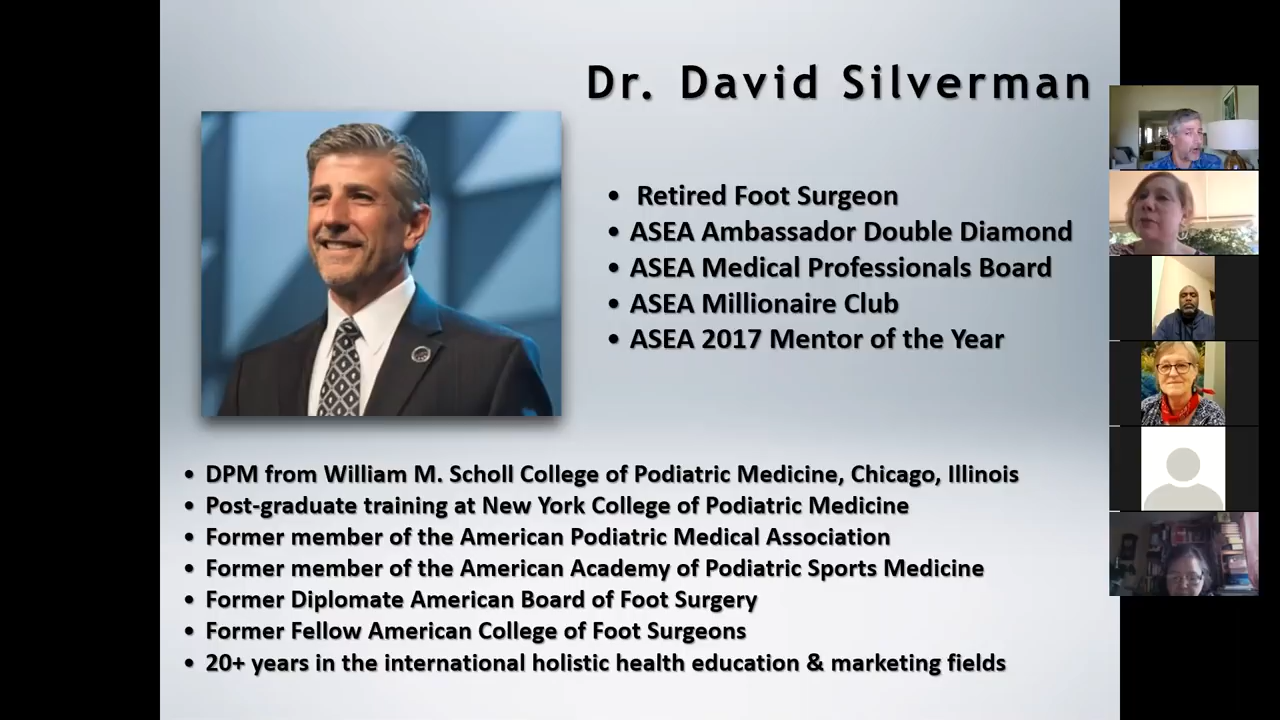 Dr. David Silverman
• Retired Foot Surgeon
• ASEA Ambassador Double Diamond
• ASEA Medical Professionals Board
• ASEA Millionaire Club
• ASEA 2017 Mentor of the Year
• DPM from William M. Scholl College of Podiatric Medicine, Chicago, Illinois
• Post-graduate training at New York College of Podiatric Medicine
• Former member of the American Podiatric Medical Association
• Former member of the American Academy of Podiatric Sports Medicine
• Former Diplomate American Board of Foot Surgery
• Former Fellow American College of Foot Surgeons
• 20+ years in the international holistic health education & marketing fields